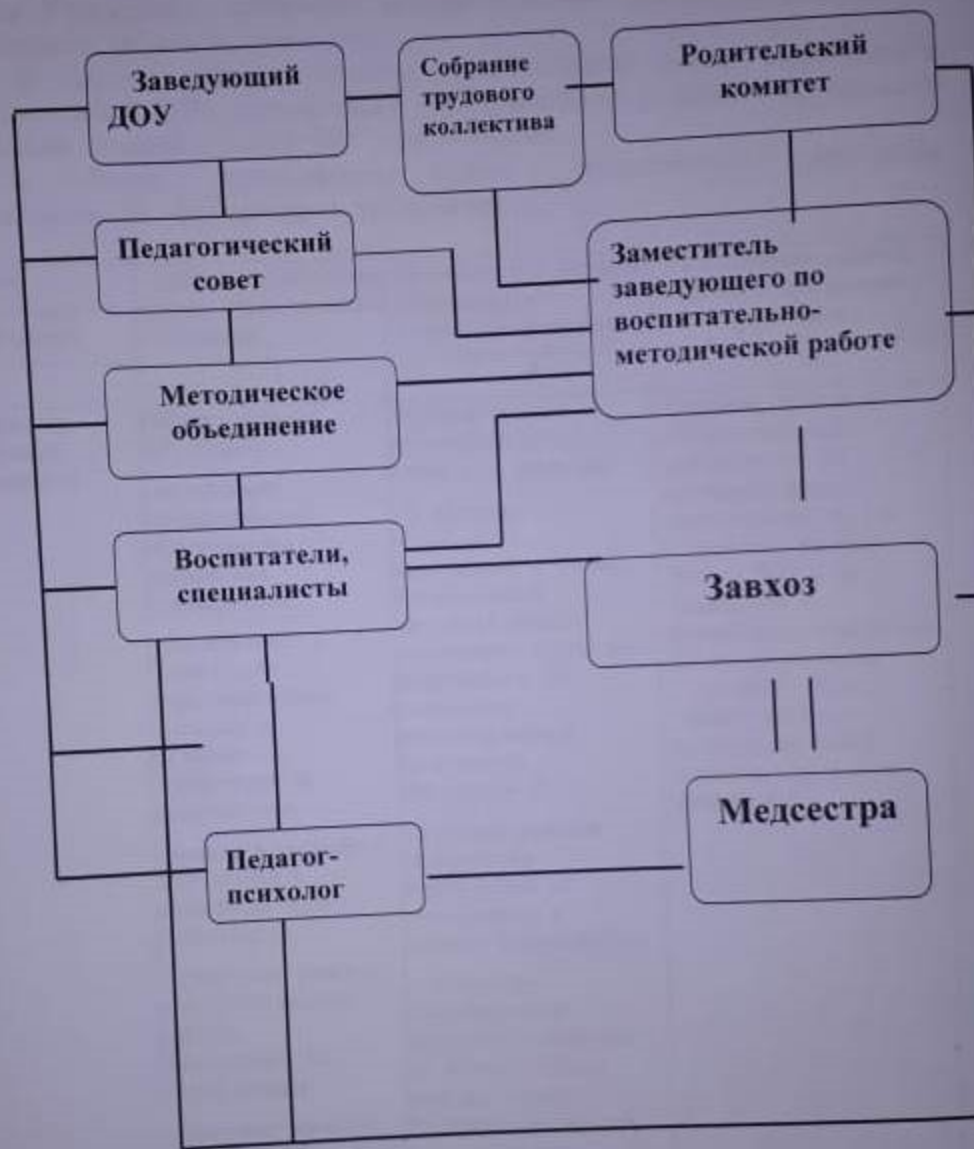 Заведующий
ДОУ
Собрание
трудового
коллектива
Родительский
комитет
Педагогический
совет
Заместитель
заведующего по
воспитательно-
методической работе
Методическое
объединение
Воспитатели,
специалисты
Завхоз
Педагог-
психолог
Медсестра